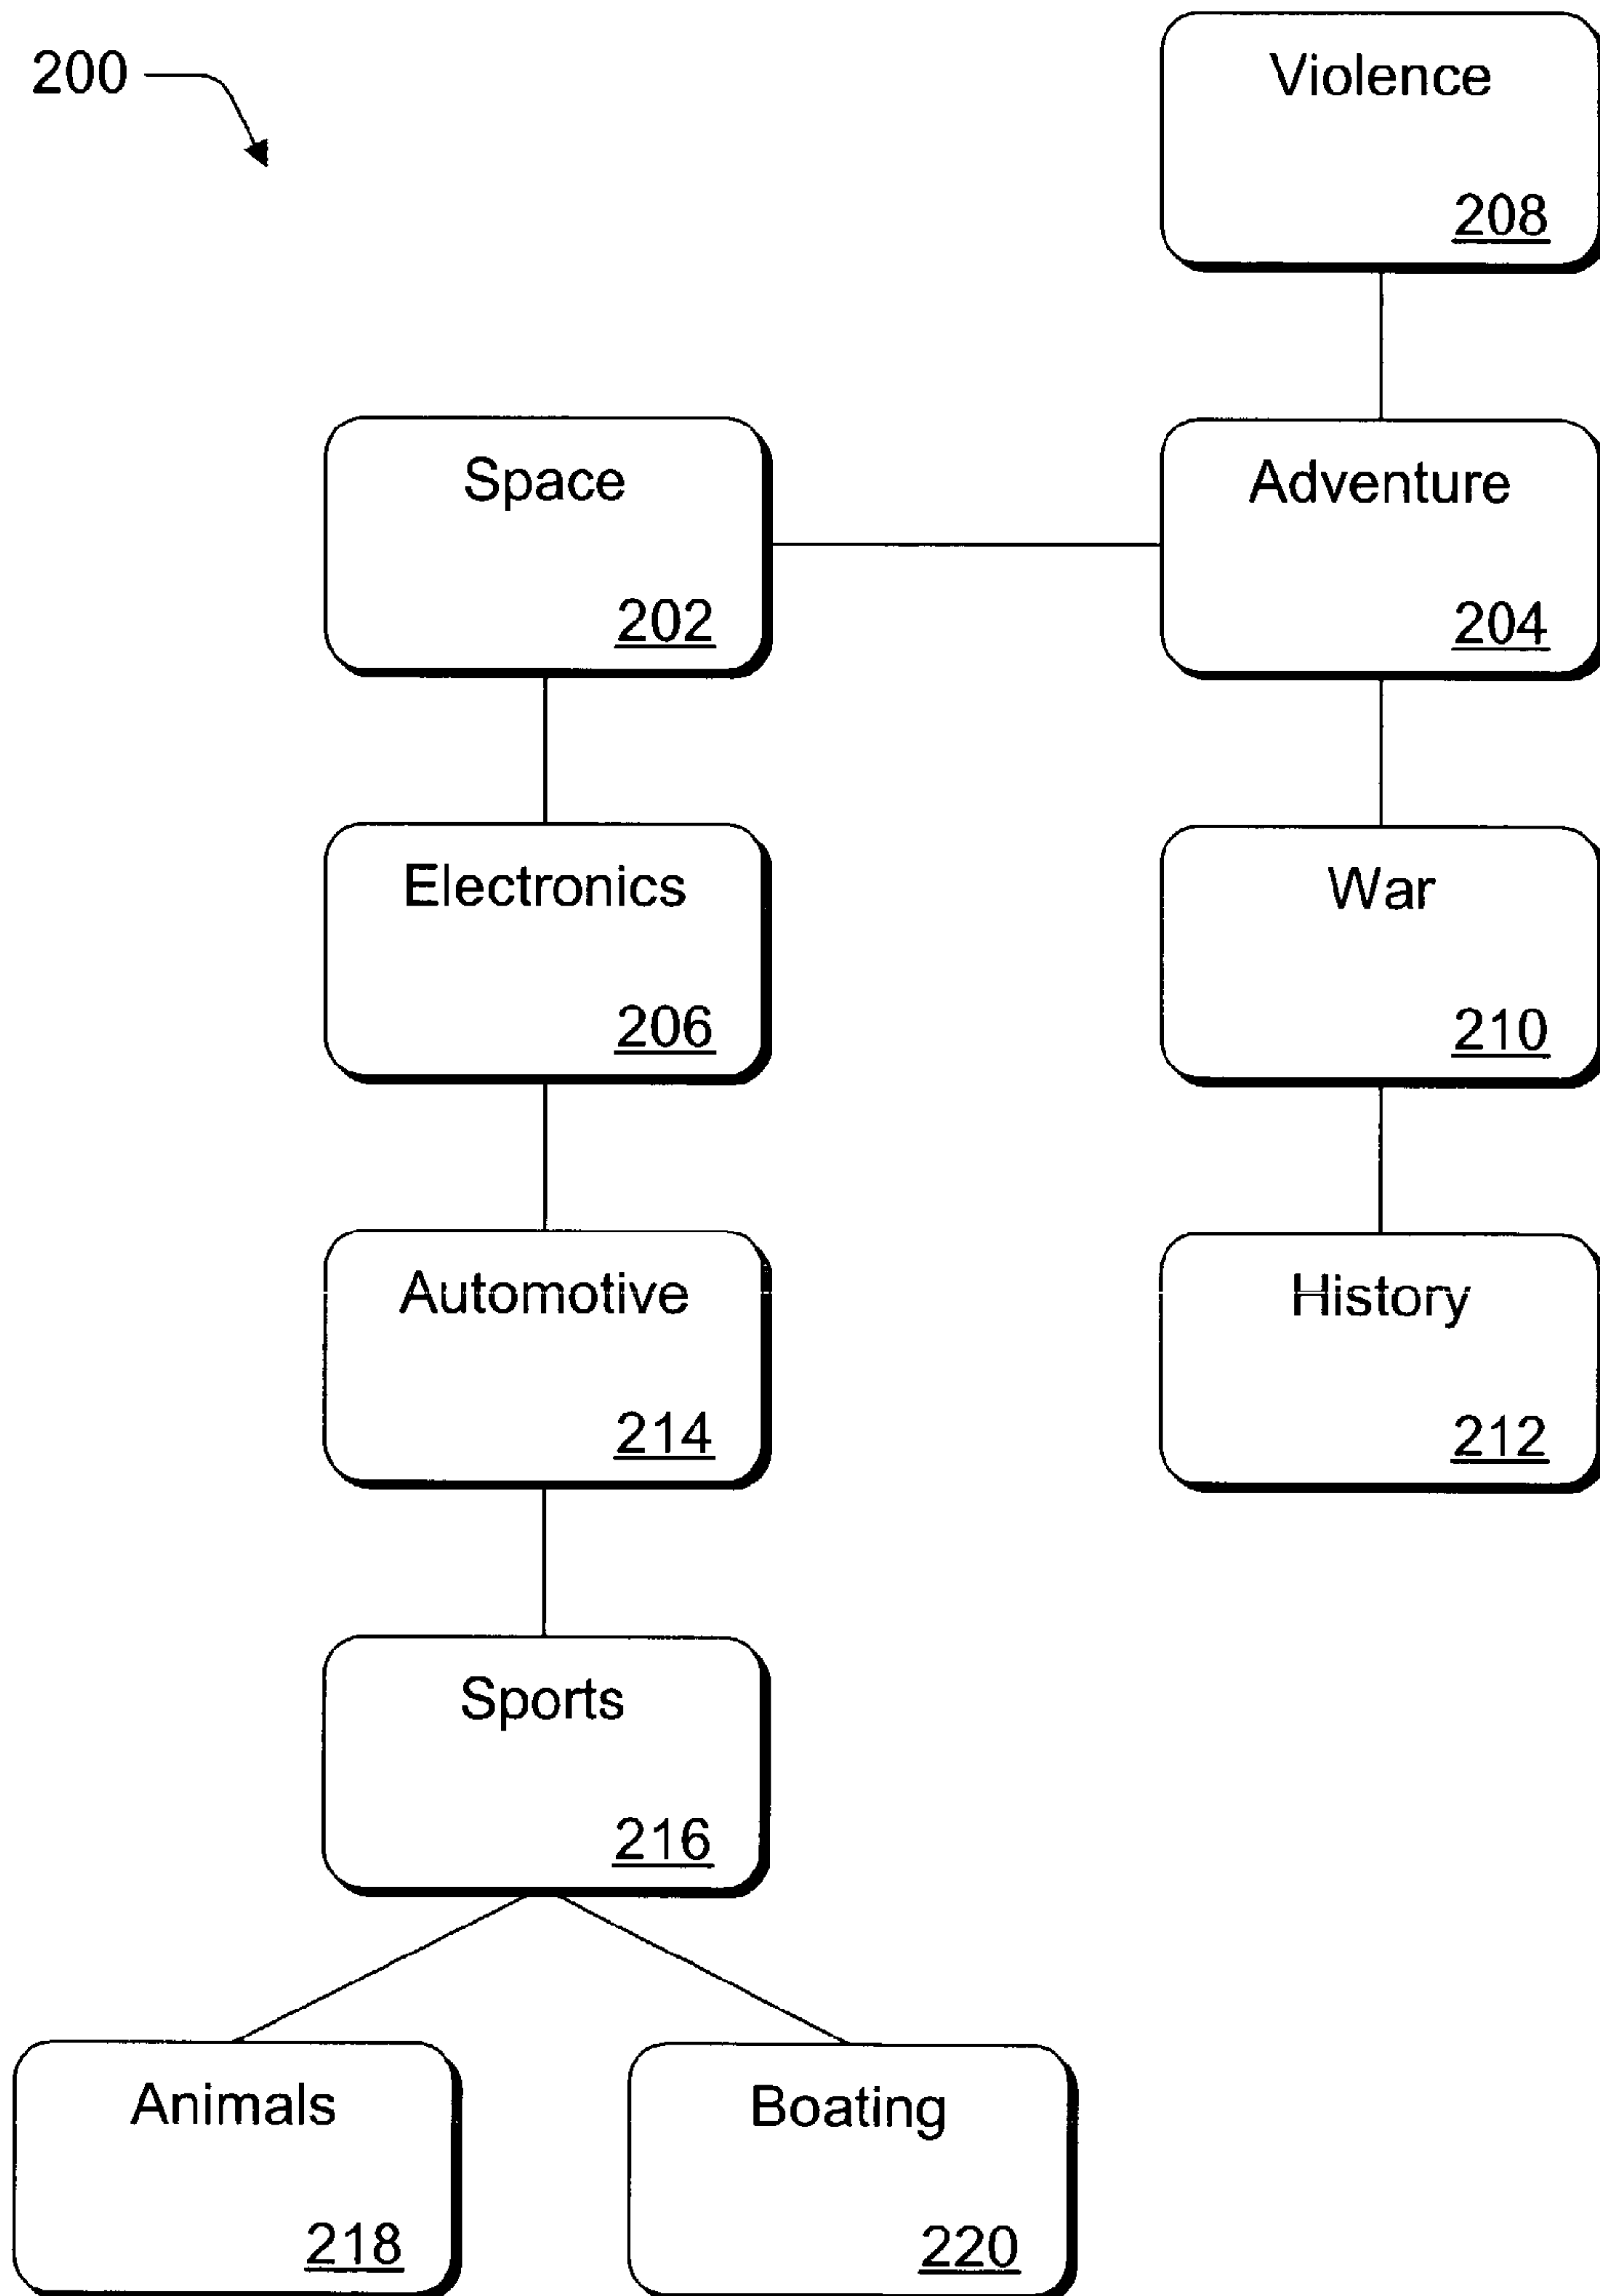 200
Violence
208
Space
202
Adventure
204
Electronics
206
War
210
Automotive
214
History
212
Sports
216
Animals
218
Boating
220